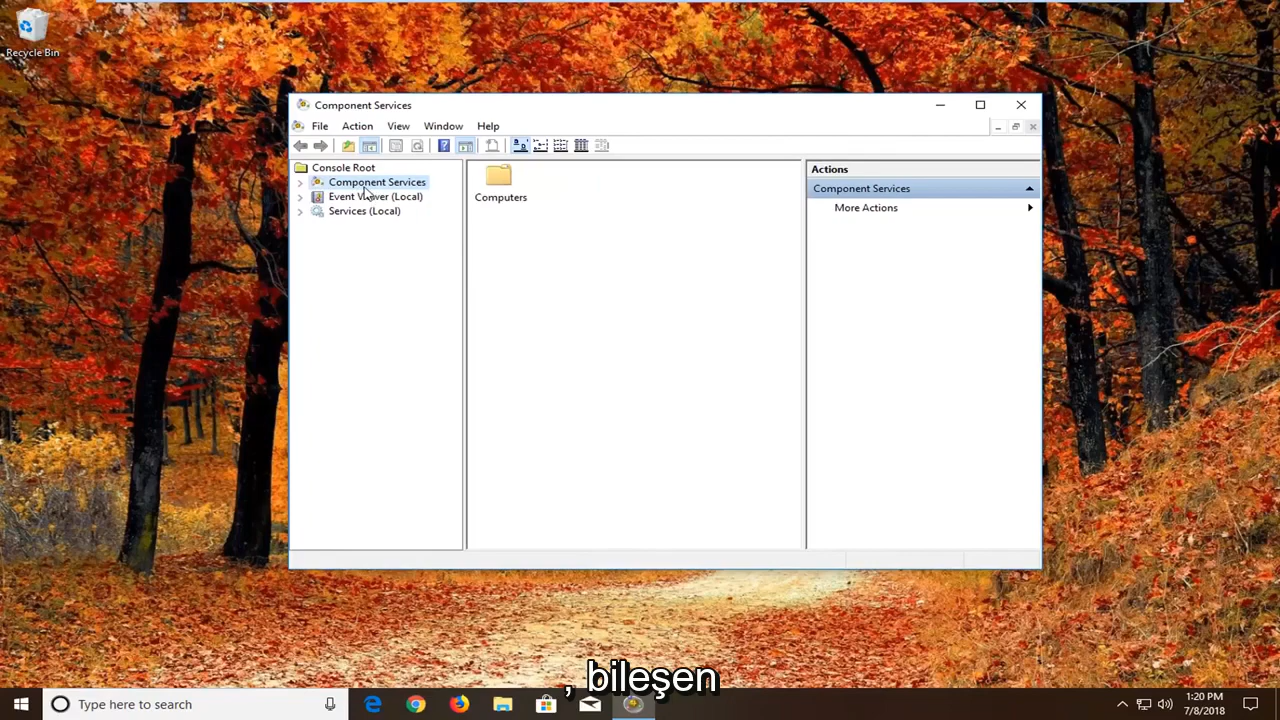 Recycle Bin
Component Services
File Action View Window Help
Console Root
Component Services
Event Viewer (Local)
Services (Local)
Computers
Actions
Component Services
More Actions
, bileşen
Type here to search
1:20 PM
7/8/2018